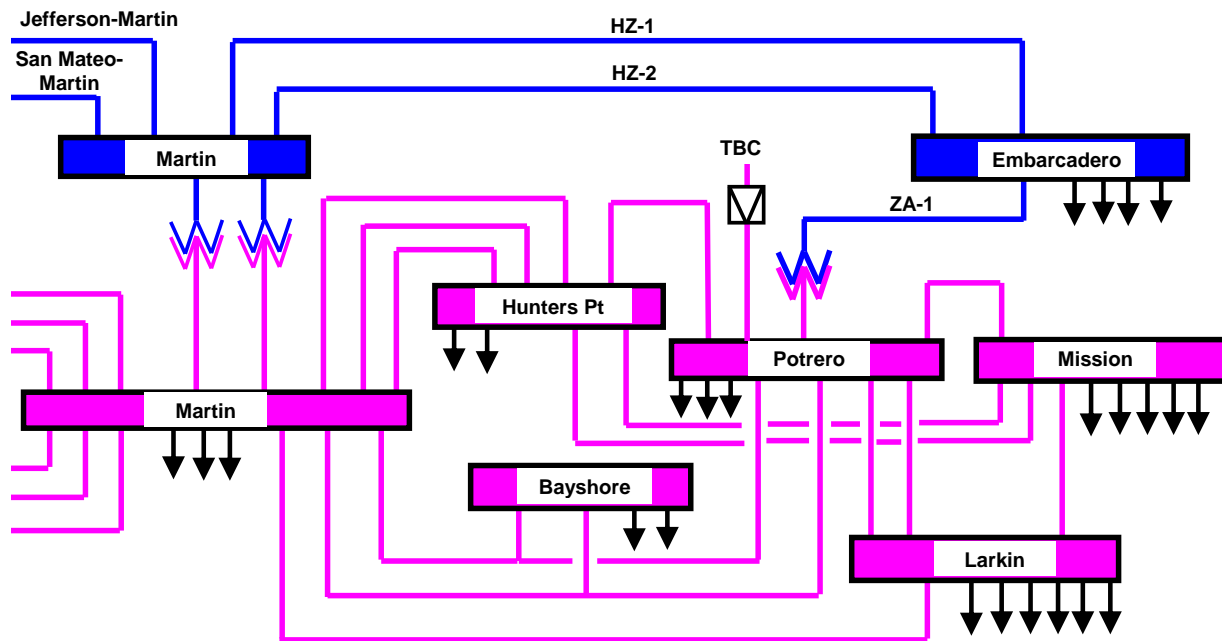 Jefferson-Martin
HZ-1
San Mateo-
Martin
HZ-2
Martin
TBC
Embarcadero
ZA-1
Hunters Pt
Potrero
Mission
Martin
Bayshore
Larkin